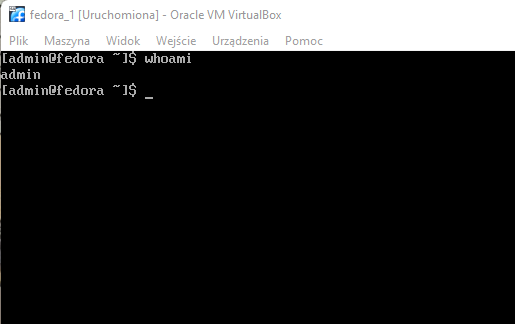 fedora_1 [Uruchomiona] - Oracle VM VirtualBox
Plik Maszyna Widok Wejście Urządzenia Pomoc
[admin@fedora ~]$ whoami
admin
[admin@fedora ~]$ _